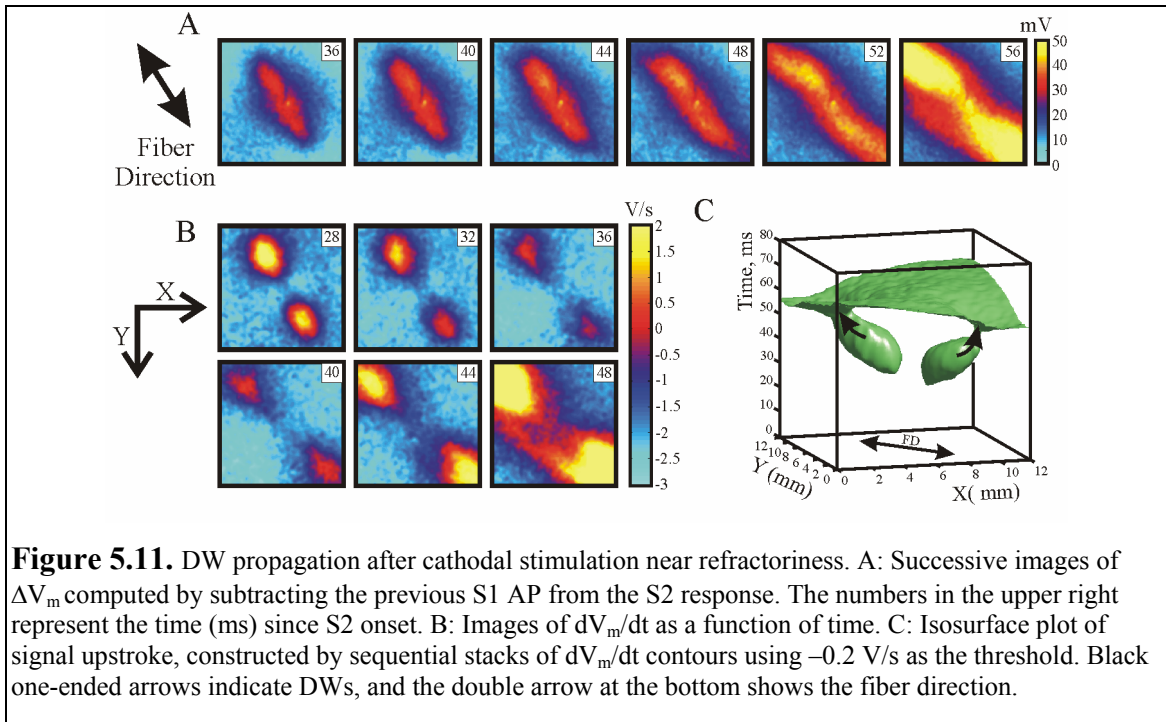 A
36
40
44
48
52
56
mV
50
40
30
20
10
0
Fiber
Direction
B
X
Y
28
32
36
40
44
48
V/s
2
1.5
1
0.5
0
-0.5
-1
-1.5
-2
-2.5
-3
C
Time, ms
80
70
60
50
40
30
20
10
0
FD
12
10
8
6
4
2
0
Y (mm)
0
2
4
6
8
10
12
X( mm)
Figure 5.11. DW propagation after cathodal stimulation near refractoriness. A: Successive images of
ΔVm computed by subtracting the previous S1 AP from the S2 response. The numbers in the upper right
represent the time (ms) since S2 onset. B: Images of dVm/dt as a function of time. C: Isosurface plot of
signal upstroke, constructed by sequential stacks of dVm/dt contours using –0.2 V/s as the threshold. Black
one-ended arrows indicate DWs, and the double arrow at the bottom shows the fiber direction.